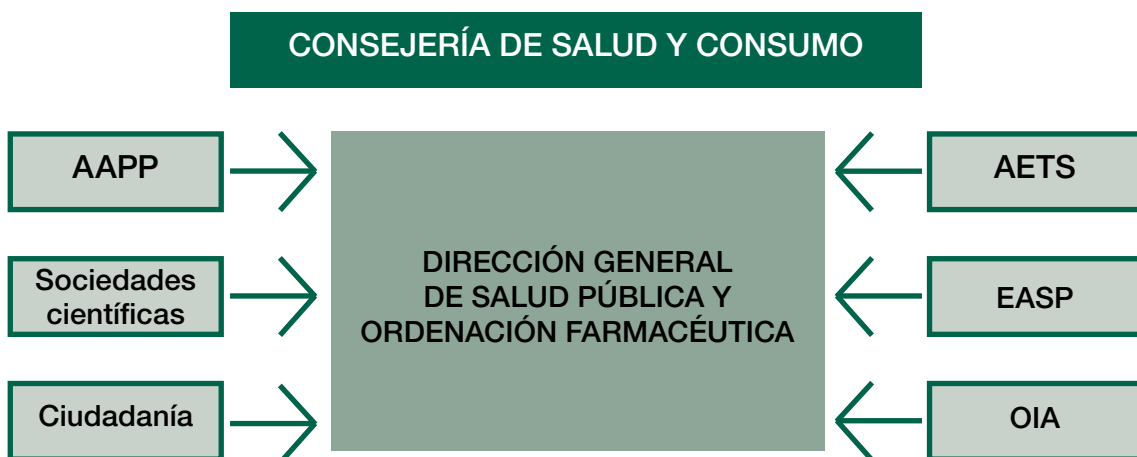 CONSEJERÍA DE SALUD Y CONSUMO
AAPP
Sociedades
científicas
Ciudadanía
DIRECCIÓN GENERAL
DE SALUD PÚBLICA Y
ORDENACIÓN FARMACÉUTICA
AETS
EASP
OIA